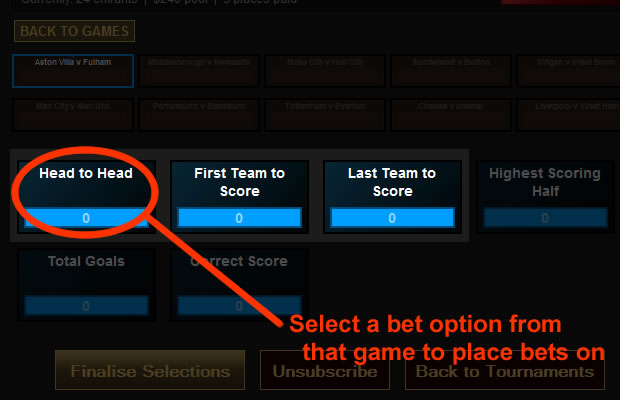 Currently: 24 entrants | $240 pool | 5 places paid
BACK TO GAMES
Aston Villa v Fulham
Middlesbrough v Newcastle
Stoke City v Hull City
Sunderland v Bolton
Wigan v West Brom
Man City v Man Utd
Portsmouth v Blackburn
Tottenham v Everton
Chelsea v Arsenal
Liverpool v West Ham
Head to Head
0
First Team to
Score
0
Last Team to
Score
0
Highest Scoring
Half
0
Total Goals
0
Correct Score
0
Select a bet option from
that game to place bets on
Finalise Selections
Unsubscribe
Back to Tournaments